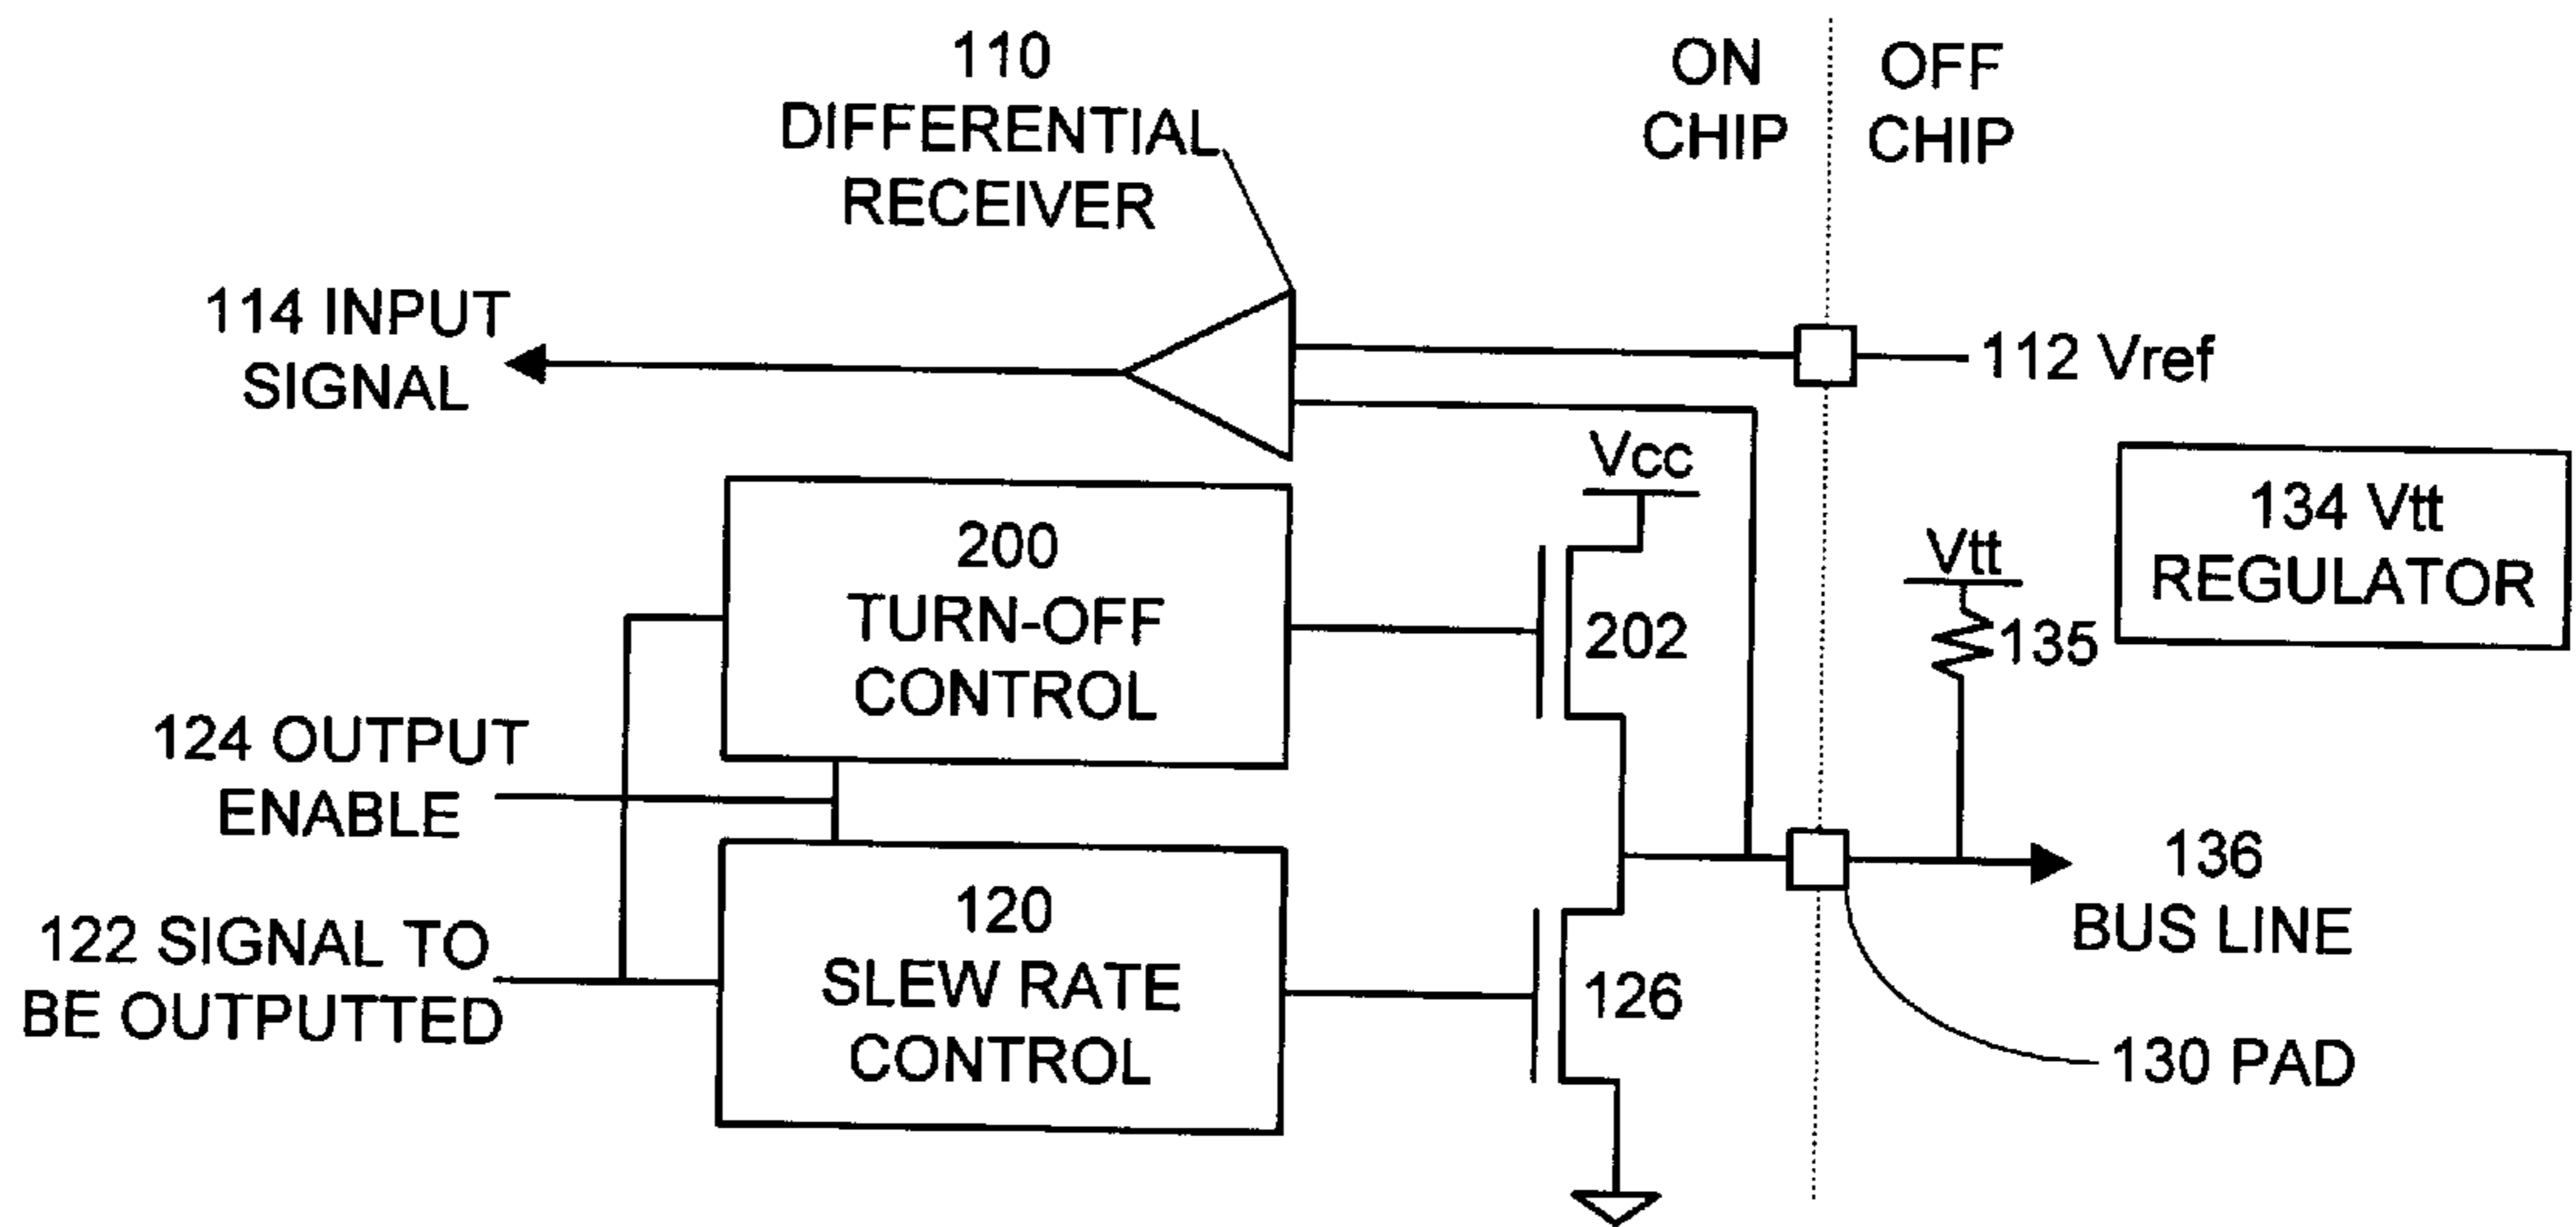 110
DIFFERENTIAL
RECEIVER
ON
CHIP
OFF
CHIP
114 INPUT
SIGNAL
112 Vref
Vcc
134 Vtt
REGULATOR
200
TURN-OFF
CONTROL
202
Vtt
135
124 OUTPUT
ENABLE
122 SIGNAL TO
BE OUTPUTTED
120
SLEW RATE
CONTROL
126
136
BUS LINE
130 PAD